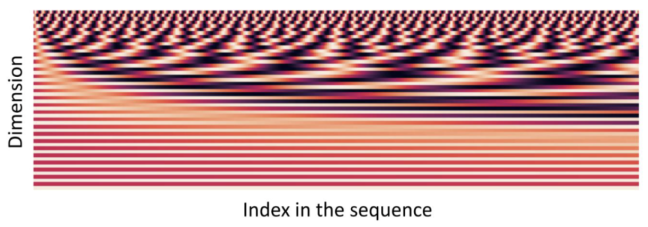 Dimension
Index in the sequence